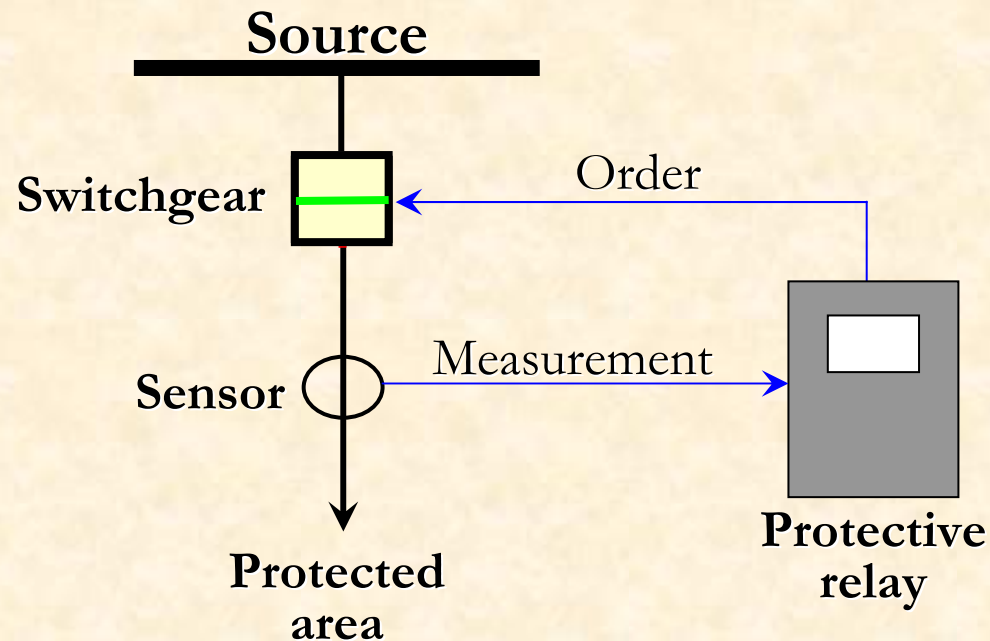 Source
Switchgear
Order
Measurement
Sensor
Protective
relay
Protected
area